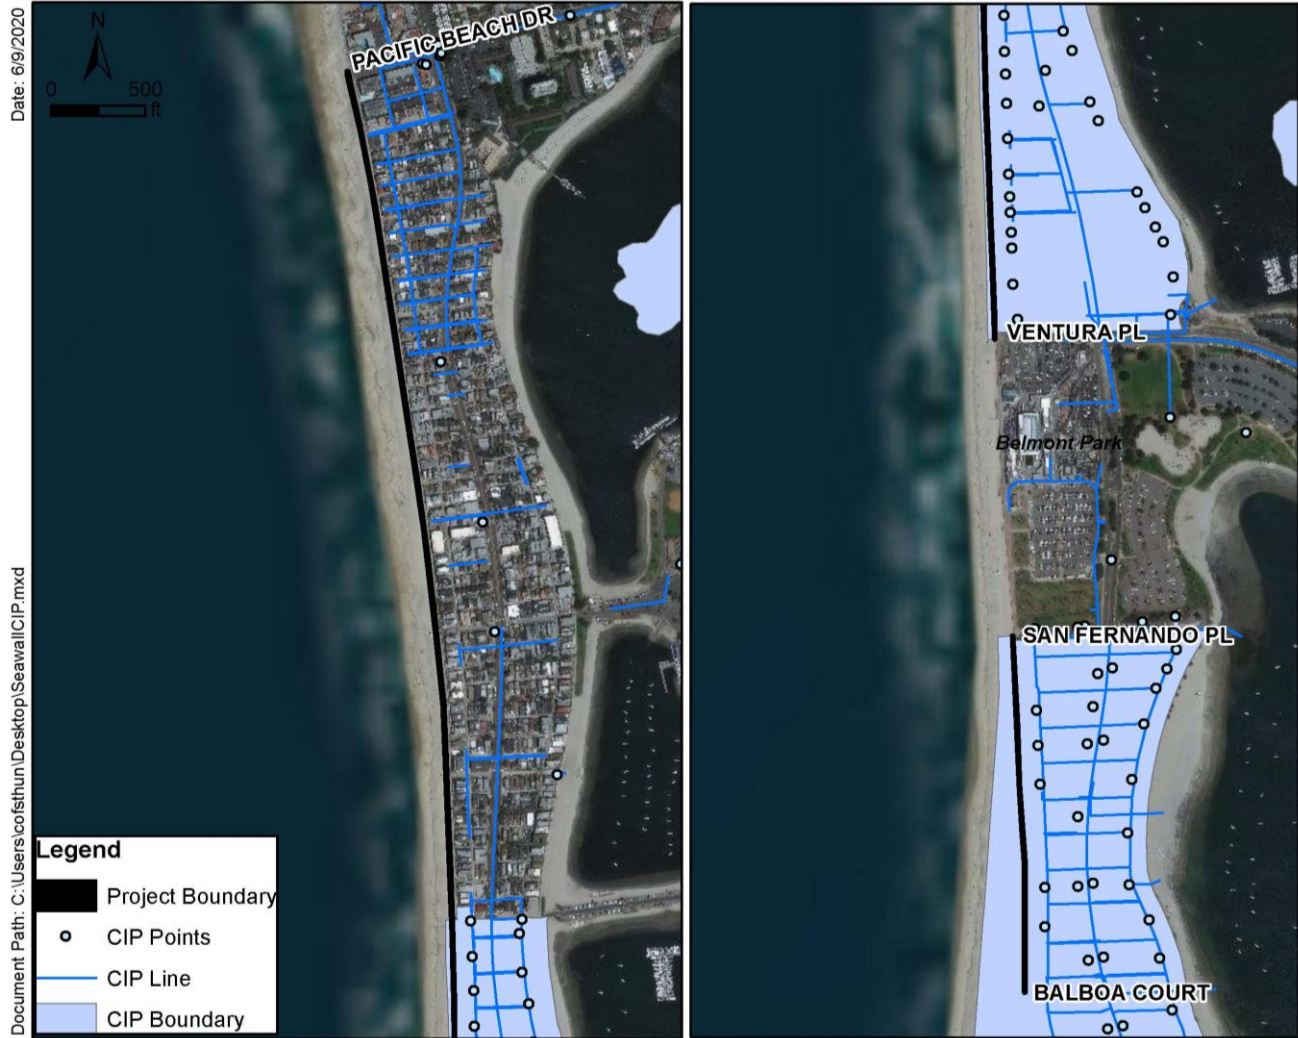 Date: 6/9/2020
Document Path: C:\Users\cofsthun\Desktop\SeawallCIP.mxd
N
0 500
ft
PACIFIC BEACH DR
Legend
Project Boundary
CIP Points
CIP Line
CIP Boundary
VENTURA PL
Belmont Park
SAN FERNANDO PL
BALBOA COURT